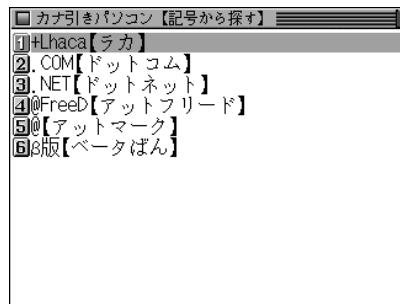 カナ引きパソコン【記号から探す】
1+Lhaca【ラカ】
2.COM【ドットコム】
3.NET【ドットネット】
4@FreeD【アットフリード】
5@【アットマーク】
6β版【ベータばん】